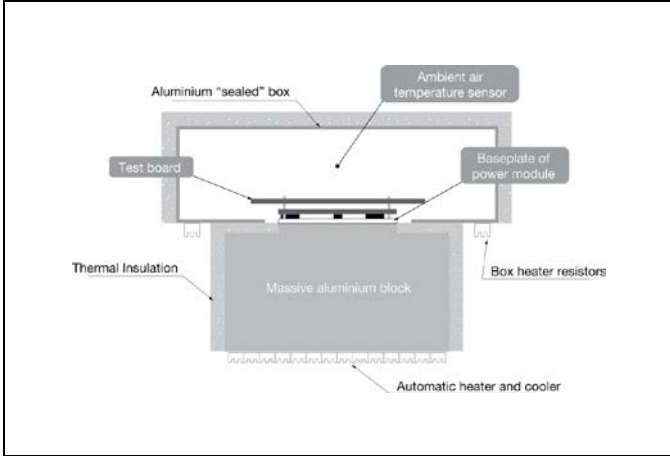 Ambient air
temperature sensor
Aluminium “sealed” box
Baseplate of
power module
Test board
Thermal Insulation
Massive aluminium block
Box heater resistors
Automatic heater and cooler